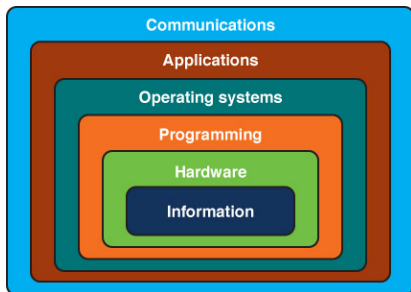 Communications
Applications
Operating systems
Programming
Hardware
Information